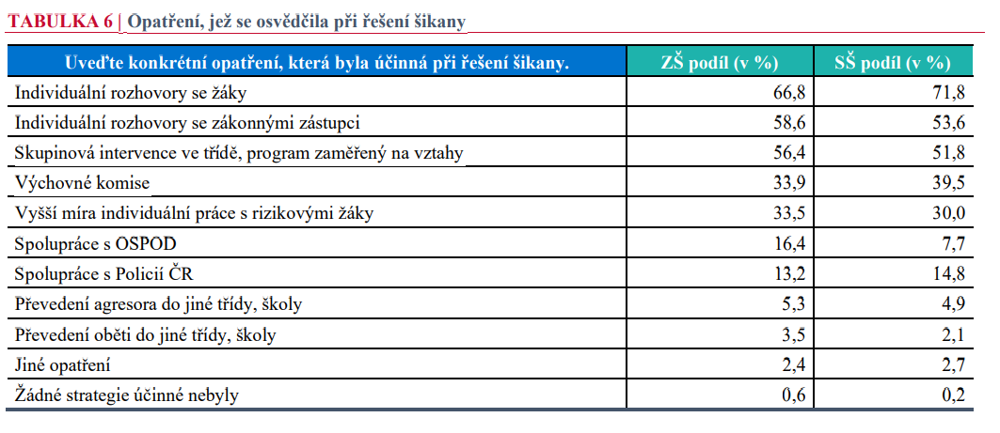 TABULKA 6 | Opatření, jež se osvědčila při řešení šikany
Uveďte konkrétní opatření, která byla účinná při řešení šikany. ZŠ podíl (v %) SŠ podíl (v %)
Individuální rozhovory se žáky 66,8 71,8
Individuální rozhovory se zákonnými zástupci 58,6 53,6
Skupinová intervence ve třídě, program zaměřený na vztahy 56,4 51,8
Výchovné komise 33,9 39,5
Vyšší míra individuální práce s rizikovými žáky 33,5 30,0
Spolupráce s OSPOD 16,4 7,7
Spolupráce s Policií ČR 13,2 14,8
Převedení agresora do jiné třídy, školy 5,3 4,9
Převedení oběti do jiné třídy, školy 3,5 2,1
Jiné opatření 2,4 2,7
Žádné strategie účinné nebyly 0,6 0,2